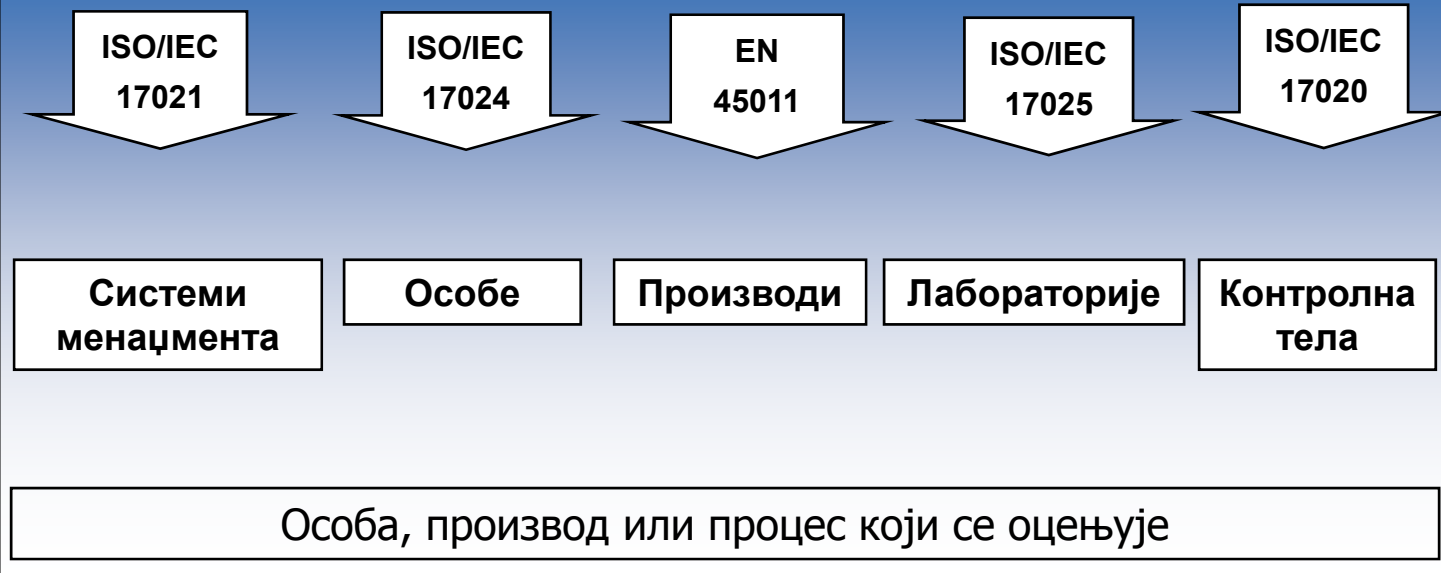 ISO/IEC
17021
ISO/IEC
17024
EN
45011
ISO/IEC
17025
ISO/IEC
17020
Системи
менаџмента
Особе
Производи
Лабораторије
Контролна
тела
Особа, производ или процес који се оцењује